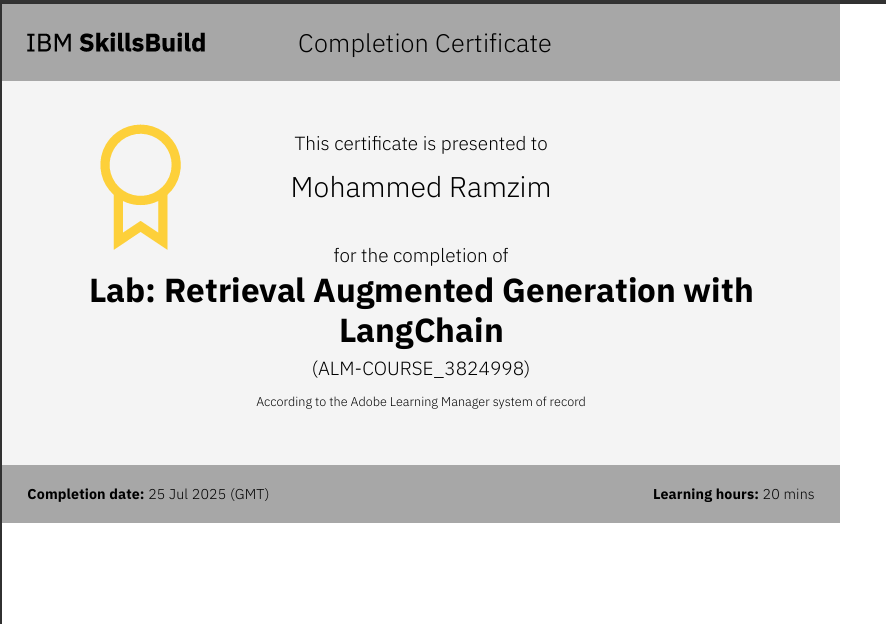 IBM SkillsBuild
Completion Certificate
This certificate is presented to
Mohammed Ramzim
for the completion of
Lab: Retrieval Augmented Generation with
LangChain
(ALM-COURSE_3824998)
According to the Adobe Learning Manager system of record
Completion date: 25 Jul 2025 (GMT)
Learning hours: 20 mins